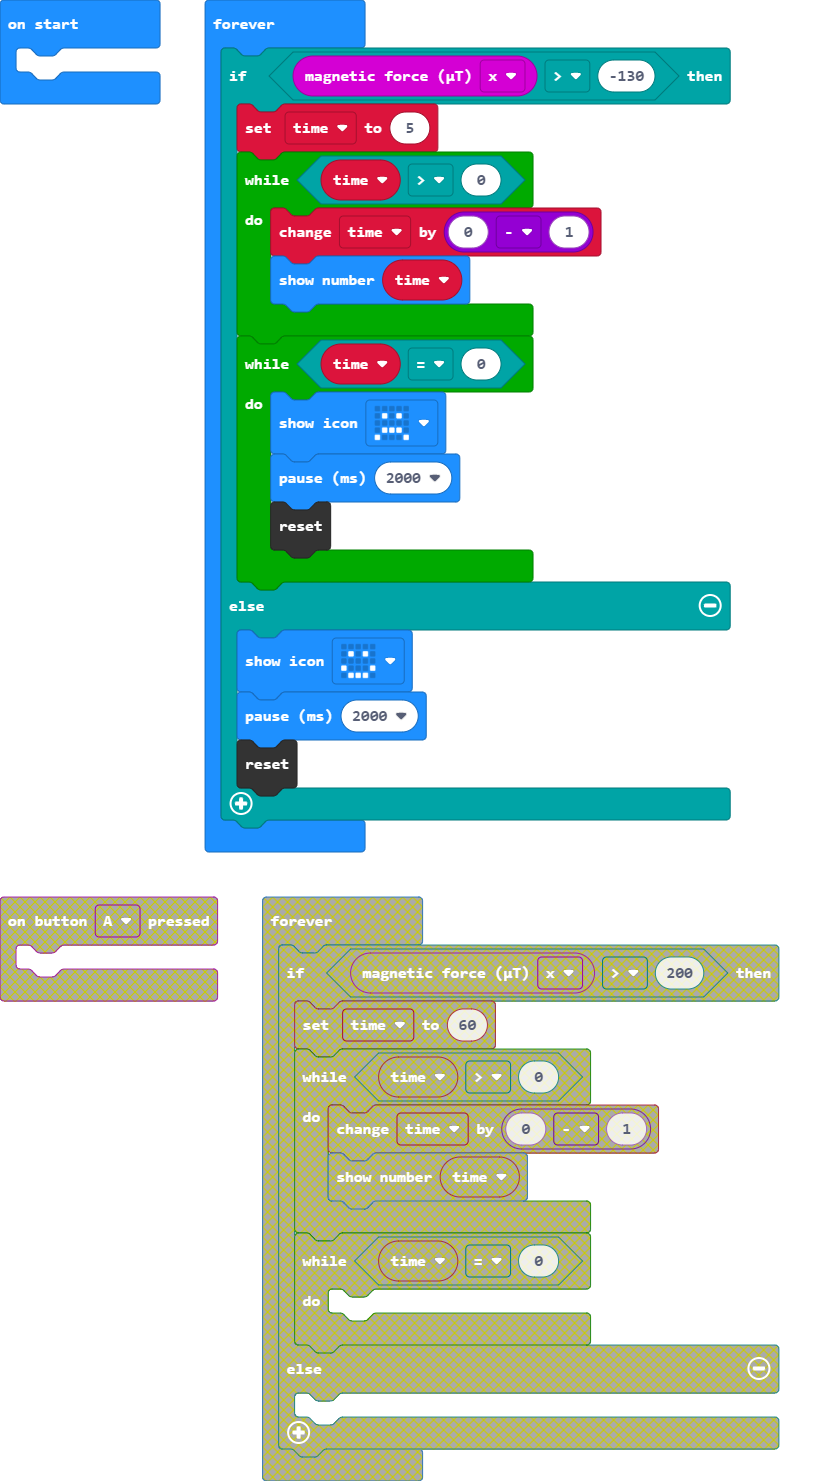 on start
forever
if magnetic force (µT) x > -130 then
set time to 5
while time > 0
do
change time by 0 - 1
show number time
while time = 0
do
show icon
pause (ms) 2000
reset
else
show icon
pause (ms) 2000
reset
on button A pressed
forever
if magnetic force (µT) x > 200 then
set time to 60
while time > 0
do
change time by 0 - 1
show number time
while time = 0
do
else